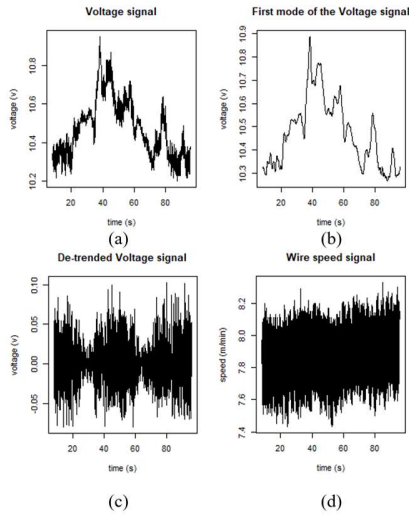 Voltage signal
voltage (v)
10.2 10.4 10.6 10.8
20 40 60 80
time (s)
(a)
First mode of the Voltage signal
voltage (v)
10.3 10.5 10.7 10.8 10.9
20 40 60 80
time (s)
(b)
De-trended Voltage signal
voltage (v)
-0.05 0.00 0.05 0.10
20 40 60 80
time (s)
(c)
Wire speed signal
speed (m/min)
7.4 7.6 7.8 8.0 8.2
20 40 60 80
time (s)
(d)